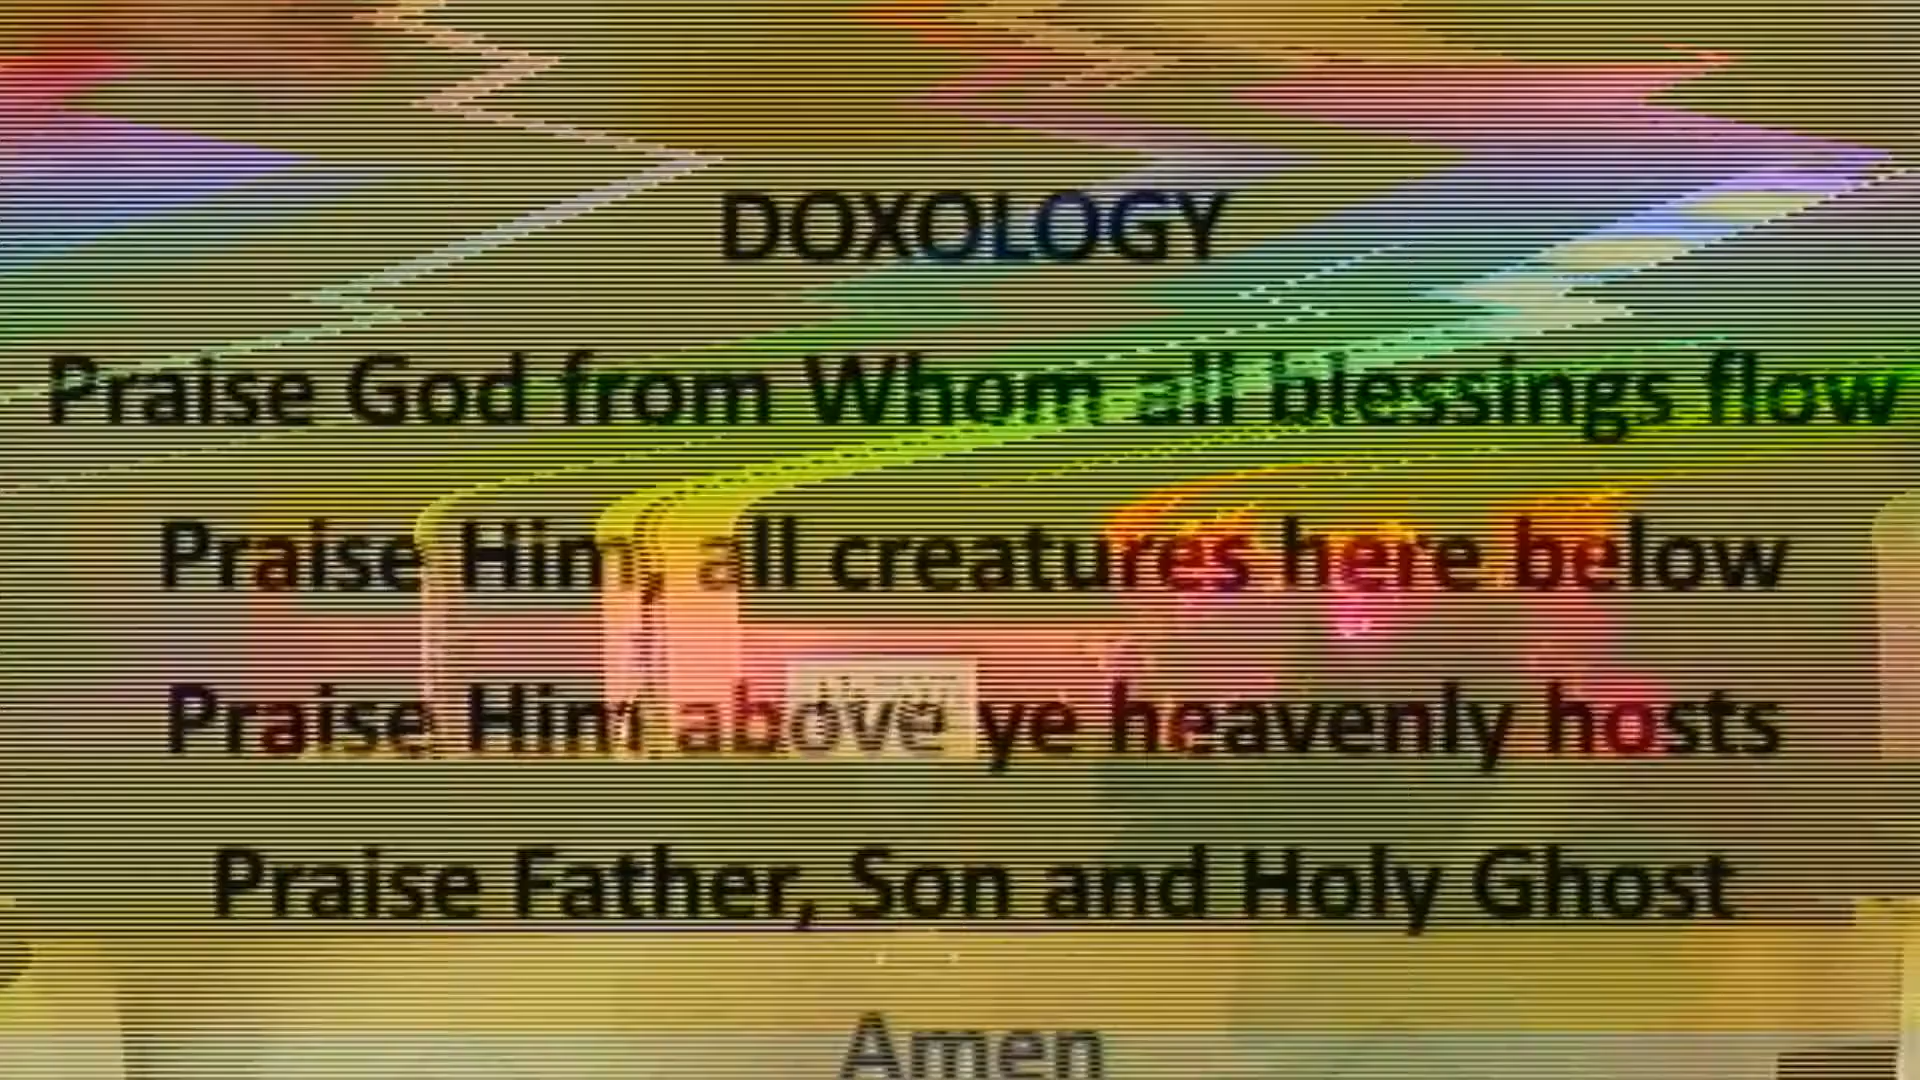 DOXOLOGY
Praise God from Whom all blessings flow
Praise Him, all creatures here below
Praise Him above ye heavenly hosts
Praise Father, Son and Holy Ghost
Amen